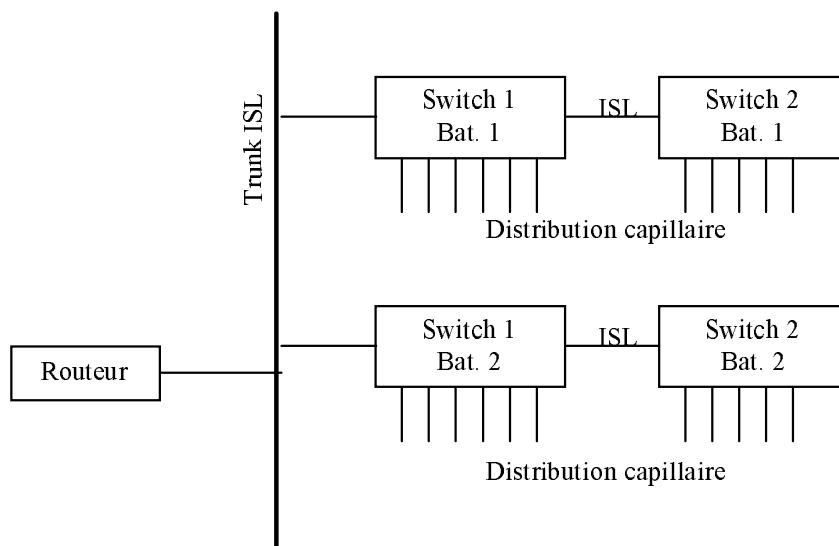 Trunk ISL
Switch 1
Bat. 1
ISL
Switch 2
Bat. 1
Distribution capillaire
Switch 1
Bat. 2
ISL
Switch 2
Bat. 2
Routeur
Distribution capillaire